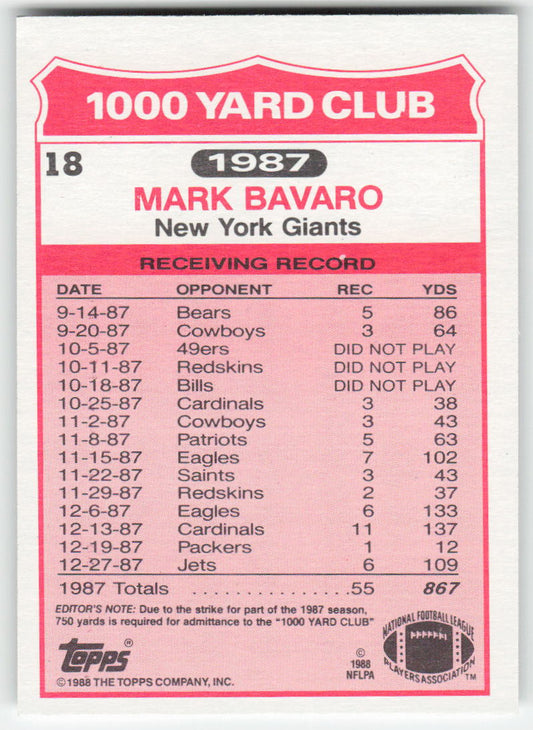 1000 YARD CLUB
18
1987
MARK BAVARO
New York Giants
RECEIVING RECORD
DATE OPPONENT REC YDS
9-14-87 Bears 5 86
9-20-87 Cowboys 3 64
10-5-87 49ers DID NOT PLAY
10-11-87 Redskins DID NOT PLAY
10-18-87 Bills DID NOT PLAY
10-25-87 Cardinals 3 38
11-2-87 Cowboys 3 43
11-8-87 Patriots 5 63
11-15-87 Eagles 7 102
11-22-87 Saints 3 43
11-29-87 Redskins 2 37
12-6-87 Eagles 6 133
12-13-87 Cardinals 11 137
12-19-87 Packers 1 12
12-27-87 Jets 6 109
1987 Totals . . . . . . . . . . . . . . . .55 867
EDITOR'S NOTE: Due to the strike for part of the 1987 season,
750 yards is required for admittance to the "1000 YARD CLUB"
topps®
© 1988 THE TOPPS COMPANY, INC.
©
1988
NFLPA
NATIONAL FOOTBALL LEAGUE
PLAYERS ASSOCIATION™